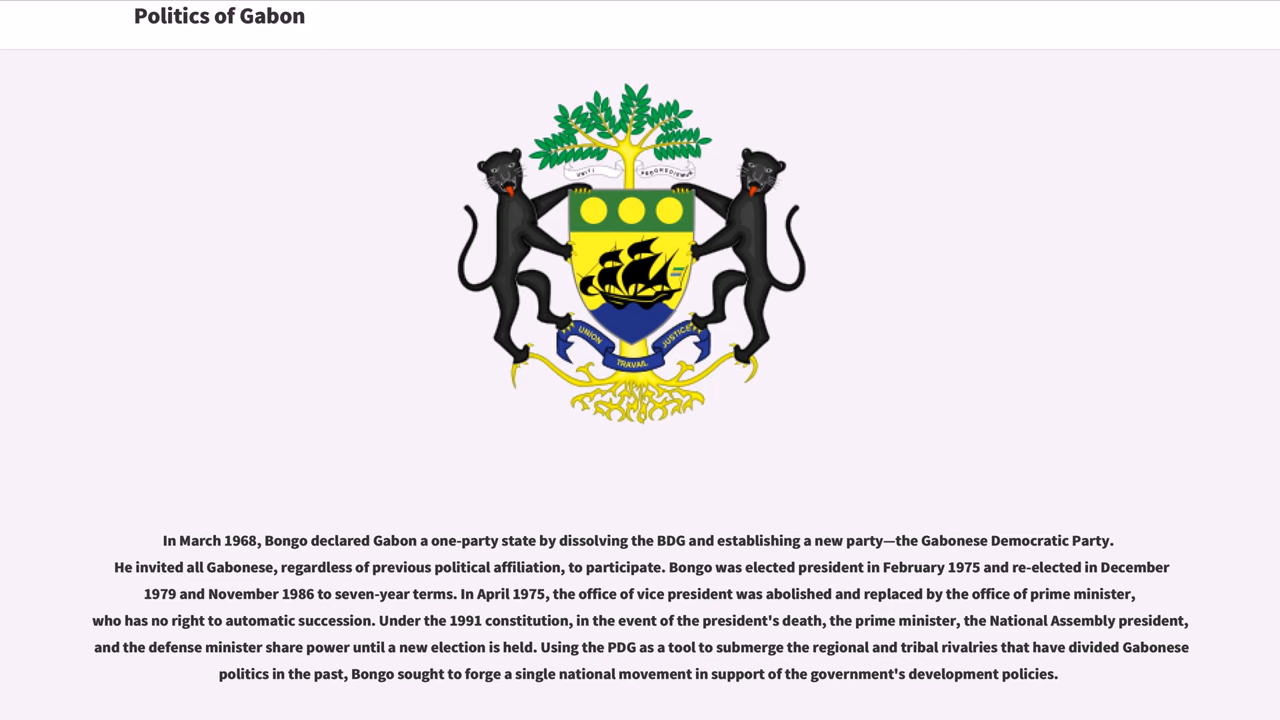 Politics of Gabon
UNITI PROGREDIEMUR
UNION TRAVAIL JUSTICE
In March 1968, Bongo declared Gabon a one-party state by dissolving the BDG and establishing a new party—the Gabonese Democratic Party.
He invited all Gabonese, regardless of previous political affiliation, to participate. Bongo was elected president in February 1975 and re-elected in December
1979 and November 1986 to seven-year terms. In April 1975, the office of vice president was abolished and replaced by the office of prime minister,
who has no right to automatic succession. Under the 1991 constitution, in the event of the president's death, the prime minister, the National Assembly president,
and the defense minister share power until a new election is held. Using the PDG as a tool to submerge the regional and tribal rivalries that have divided Gabonese
politics in the past, Bongo sought to forge a single national movement in support of the government's development policies.